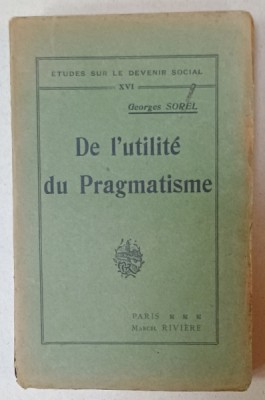 ÉTUDES SUR LE DEVENIR SOCIAL
XVI
Georges SOREL
De l'utilité
du Pragmatisme
PARIS
MARCEL RIVIÈRE